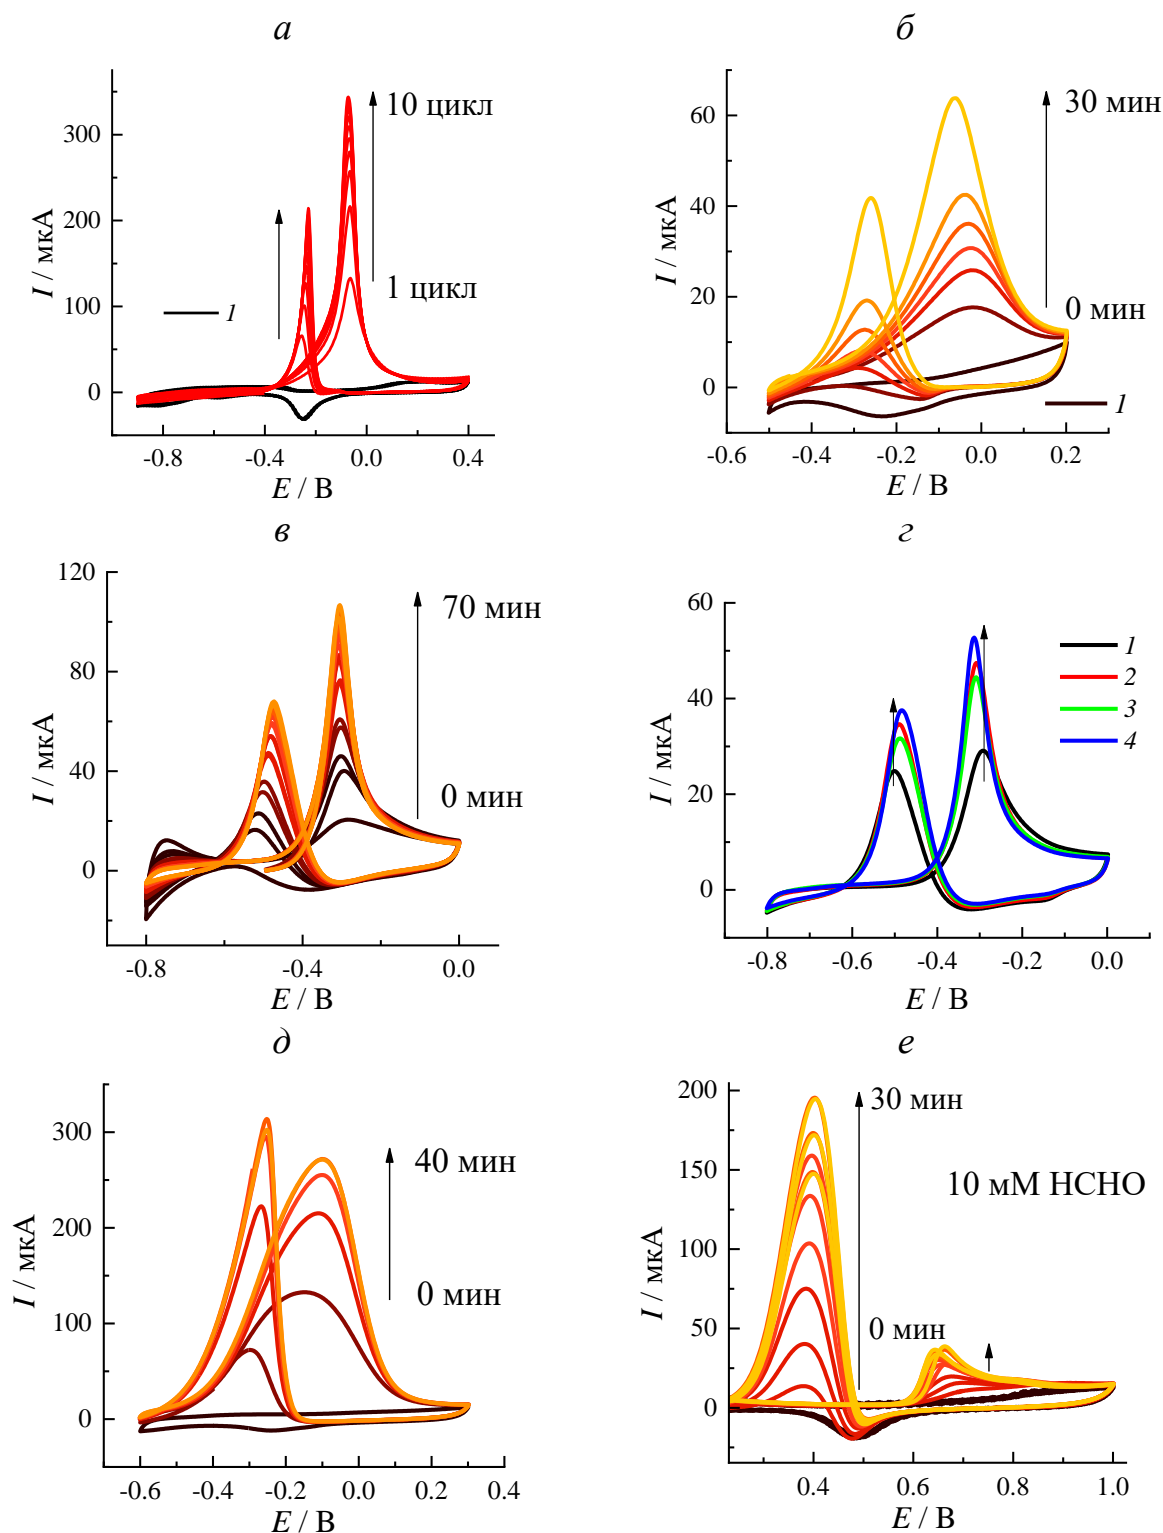 а
I / мкА
300
200
100
0
10 цикл
1 цикл
1
-0.8
-0.4
0.0
0.4
E / В
б
I / мкА
60
40
20
0
30 мин
0 мин
1
-0.6
-0.4
-0.2
0.0
0.2
E / В
в
I / мкА
120
80
40
0
70 мин
0 мин
-0.8
-0.4
0.0
E / В
г
I / мкА
60
40
20
0
1
2
3
4
-0.8
-0.6
-0.4
-0.2
0.0
E / В
д
I / мкА
300
200
100
0
40 мин
0 мин
-0.6
-0.4
-0.2
0.0
0.2
0.4
E / В
е
I / мкА
200
150
100
50
0
30 мин
10 мМ HCHO
0 мин
0.4
0.6
0.8
1.0
E / В